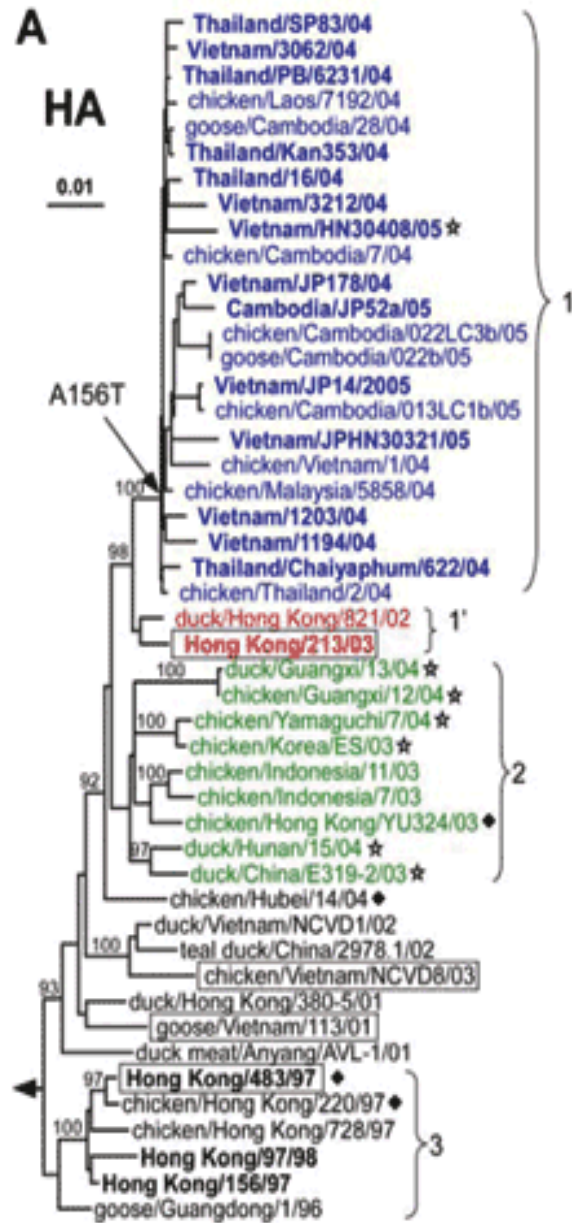 A
HA
0.01
Thailand/SP83/04
Vietnam/3062/04
Thailand/PB/6231/04
chicken/Laos/7192/04
goose/Cambodia/28/04
Thailand/Kan353/04
Thailand/16/04
Vietnam/3212/04
Vietnam/HN30408/05
chicken/Cambodia/7/04
Vietnam/JP178/04
Cambodia/JP52a/05
chicken/Cambodia/022LC3b/05
goose/Cambodia/022b/05
Vietnam/JP14/2005
chicken/Cambodia/013LC1b/05
Vietnam/JPHN30321/05
chicken/Vietnam/1/04
chicken/Malaysia/5858/04
Vietnam/1203/04
Vietnam/1194/04
Thailand/Chaiyaphum/622/04
chicken/Thailand/2/04
1
A156T
100
98
duck/Hong Kong/821/02
Hong Kong/213/03
1'
100
duck/Guangxi/13/04
chicken/Guangxi/12/04
100
chicken/Yamaguchi/7/04
chicken/Korea/ES/03
100
chicken/Indonesia/11/03
chicken/Indonesia/7/03
chicken/Hong Kong/YU324/03
97
duck/Hunan/15/04
duck/China/E319-2/03
2
92
chicken/Hubei/14/04
duck/Vietnam/NCVD1/02
100
teal duck/China/2978.1/02
chicken/Vietnam/NCVD8/03
93
duck/Hong Kong/380-5/01
goose/Vietnam/113/01
duck meat/Anyang/AVL-1/01
97
Hong Kong/483/97
chicken/Hong Kong/220/97
100
chicken/Hong Kong/728/97
Hong Kong/97/98
Hong Kong/156/97
goose/Guangdong/1/96
3